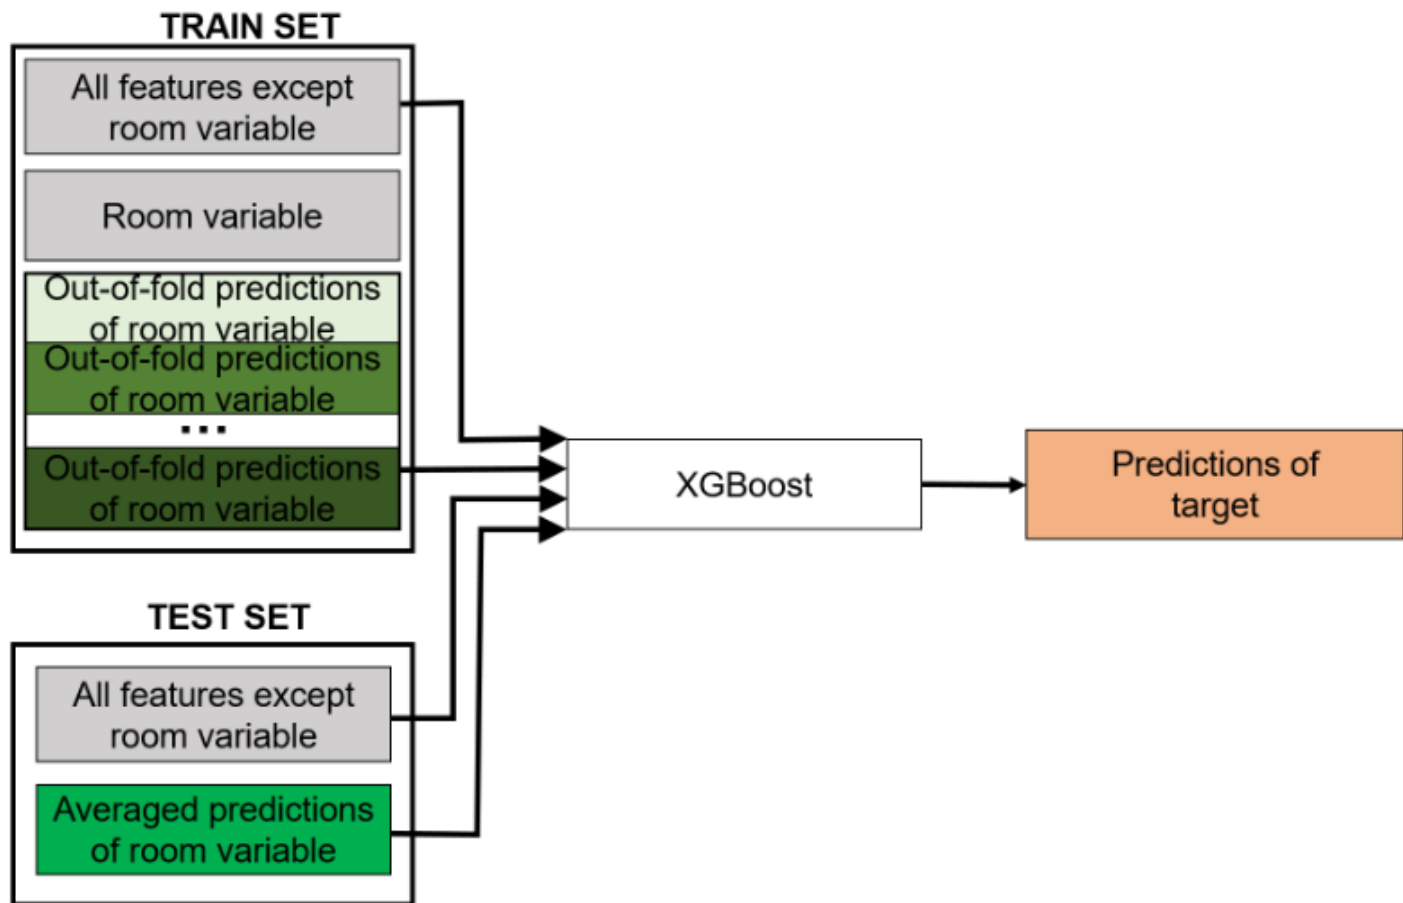 TRAIN SET
All features except
room variable
Room variable
Out-of-fold predictions
of room variable
Out-of-fold predictions
of room variable
...
Out-of-fold predictions
of room variable
XGBoost
Predictions of
target
TEST SET
All features except
room variable
Averaged predictions
of room variable